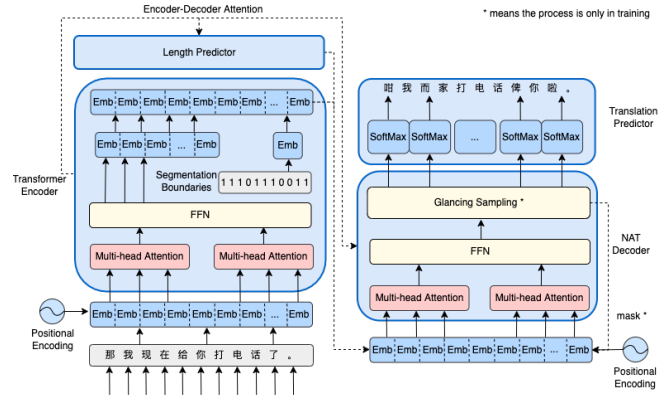 Encoder-Decoder Attention
* means the process is only in training
Length Predictor
Emb Emb Emb Emb Emb Emb ... Emb
Emb Emb Emb ... Emb
Emb
Segmentation Boundaries
1 1 1 0 1 1 1 0 0 1 1
Transformer Encoder
FFN
Multi-head Attention
Multi-head Attention
Emb Emb Emb Emb Emb Emb ... Emb
Positional Encoding
那 我 现 在 给 你 打 电 话 了 。
咁 我 而 家 打 电 话 俾 你 啦 。
SoftMax SoftMax ... SoftMax SoftMax
Translation Predictor
Glancing Sampling *
FFN
NAT Decoder
Multi-head Attention
Multi-head Attention
mask *
Emb Emb Emb Emb Emb Emb ... Emb
Positional Encoding